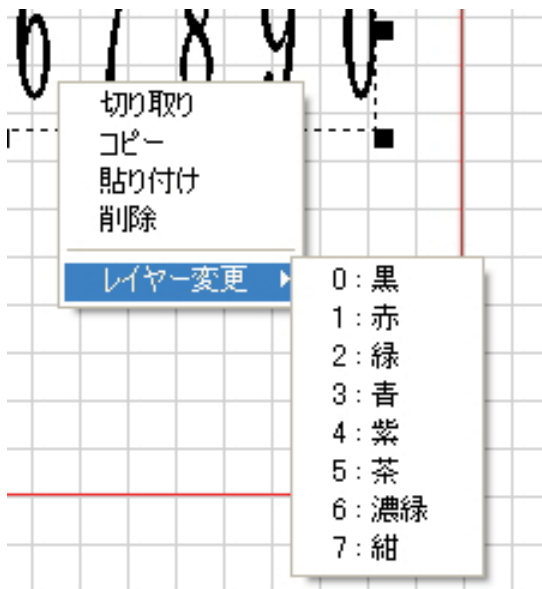 6 7 8 9 0
切り取り
コピー
貼り付け
削除
レイヤー変更
0：黒
1：赤
2：緑
3：青
4：紫
5：茶
6：濃緑
7：紺